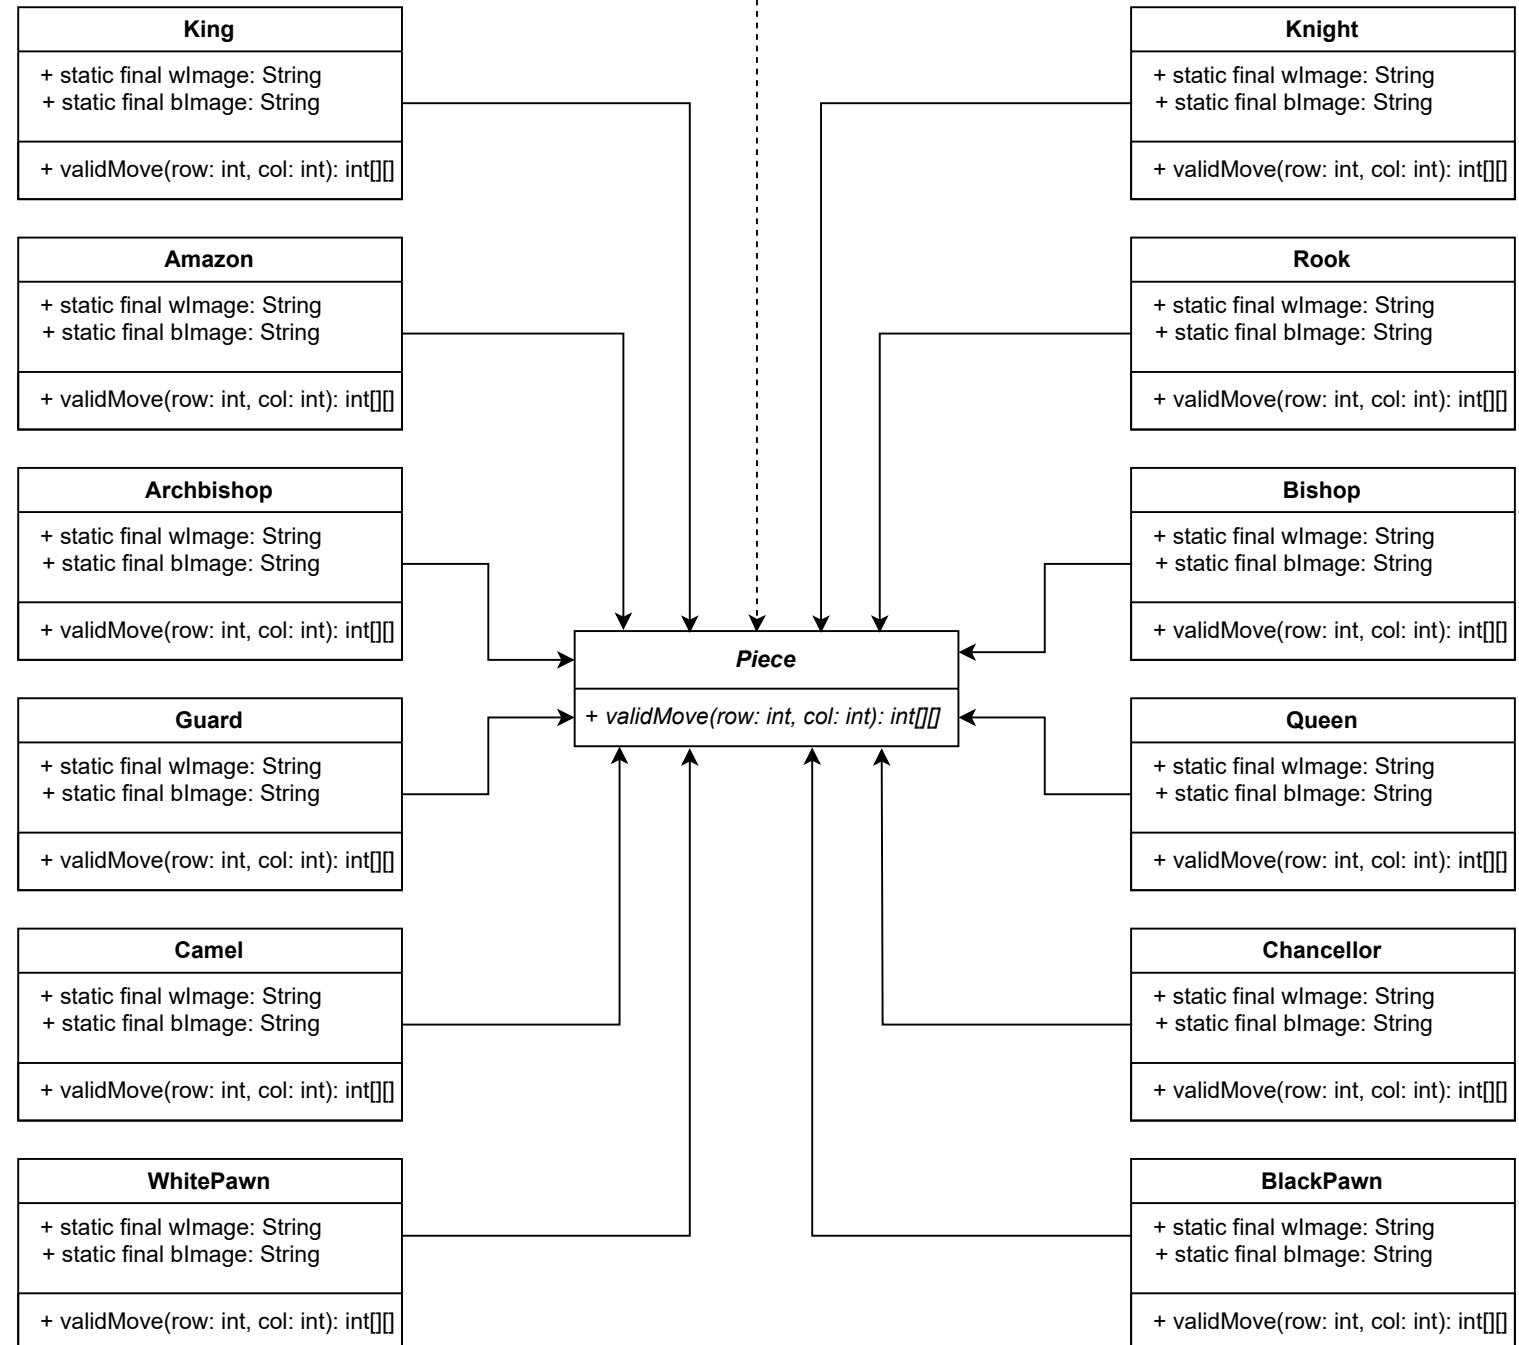 King
+ static final wImage: String
+ static final bImage: String
+ validMove(row: int, col: int): int[][]
Knight
+ static final wImage: String
+ static final bImage: String
+ validMove(row: int, col: int): int[][]
Amazon
+ static final wImage: String
+ static final bImage: String
+ validMove(row: int, col: int): int[][]
Rook
+ static final wImage: String
+ static final bImage: String
+ validMove(row: int, col: int): int[][]
Archbishop
+ static final wImage: String
+ static final bImage: String
+ validMove(row: int, col: int): int[][]
Bishop
+ static final wImage: String
+ static final bImage: String
+ validMove(row: int, col: int): int[][]
Piece
+ validMove(row: int, col: int): int[][]
Guard
+ static final wImage: String
+ static final bImage: String
+ validMove(row: int, col: int): int[][]
Queen
+ static final wImage: String
+ static final bImage: String
+ validMove(row: int, col: int): int[][]
Camel
+ static final wImage: String
+ static final bImage: String
+ validMove(row: int, col: int): int[][]
Chancellor
+ static final wImage: String
+ static final bImage: String
+ validMove(row: int, col: int): int[][]
WhitePawn
+ static final wImage: String
+ static final bImage: String
+ validMove(row: int, col: int): int[][]
BlackPawn
+ static final wImage: String
+ static final bImage: String
+ validMove(row: int, col: int): int[][]